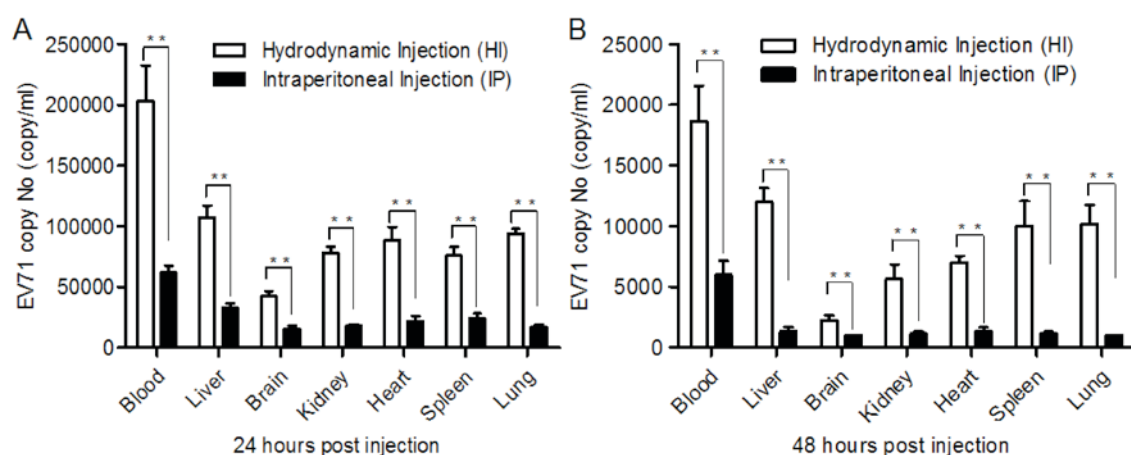 A
EV71 copy No (copy/ml)
250000
200000
150000
100000
50000
0
Hydrodynamic Injection (HI)
Intraperitoneal Injection (IP)
* *
* *
* *
* *
* *
* *
* *
Blood
Liver
Brain
Kidney
Heart
Spleen
Lung
24 hours post injection
B
EV71 copy No (copy/ml)
25000
20000
15000
10000
5000
0
Hydrodynamic Injection (HI)
Intraperitoneal Injection (IP)
* *
* *
* *
* *
* *
* *
* *
Blood
Liver
Brain
Kidney
Heart
Spleen
Lung
48 hours post injection